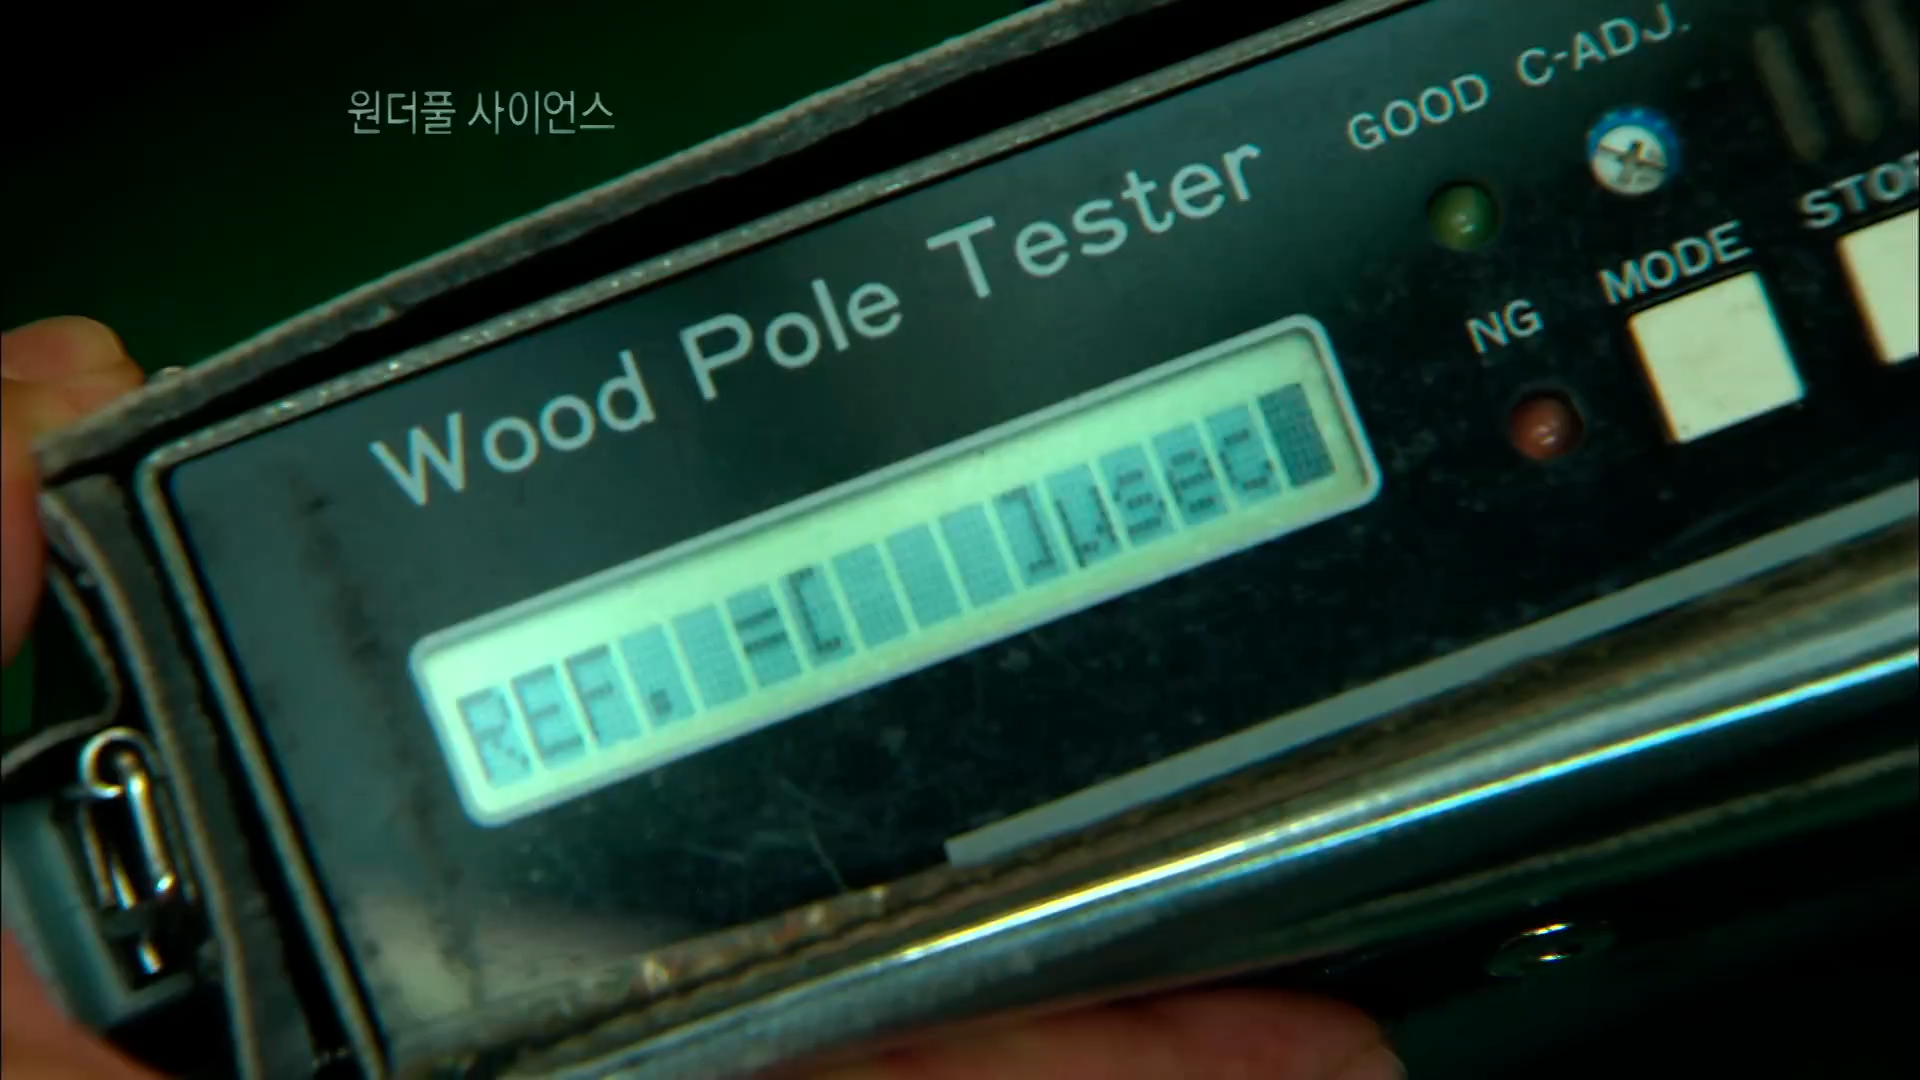 원더풀 사이언스
GOOD C-ADJ.
Wood Pole Tester
MODE
NG
REF. =[ ]μsec